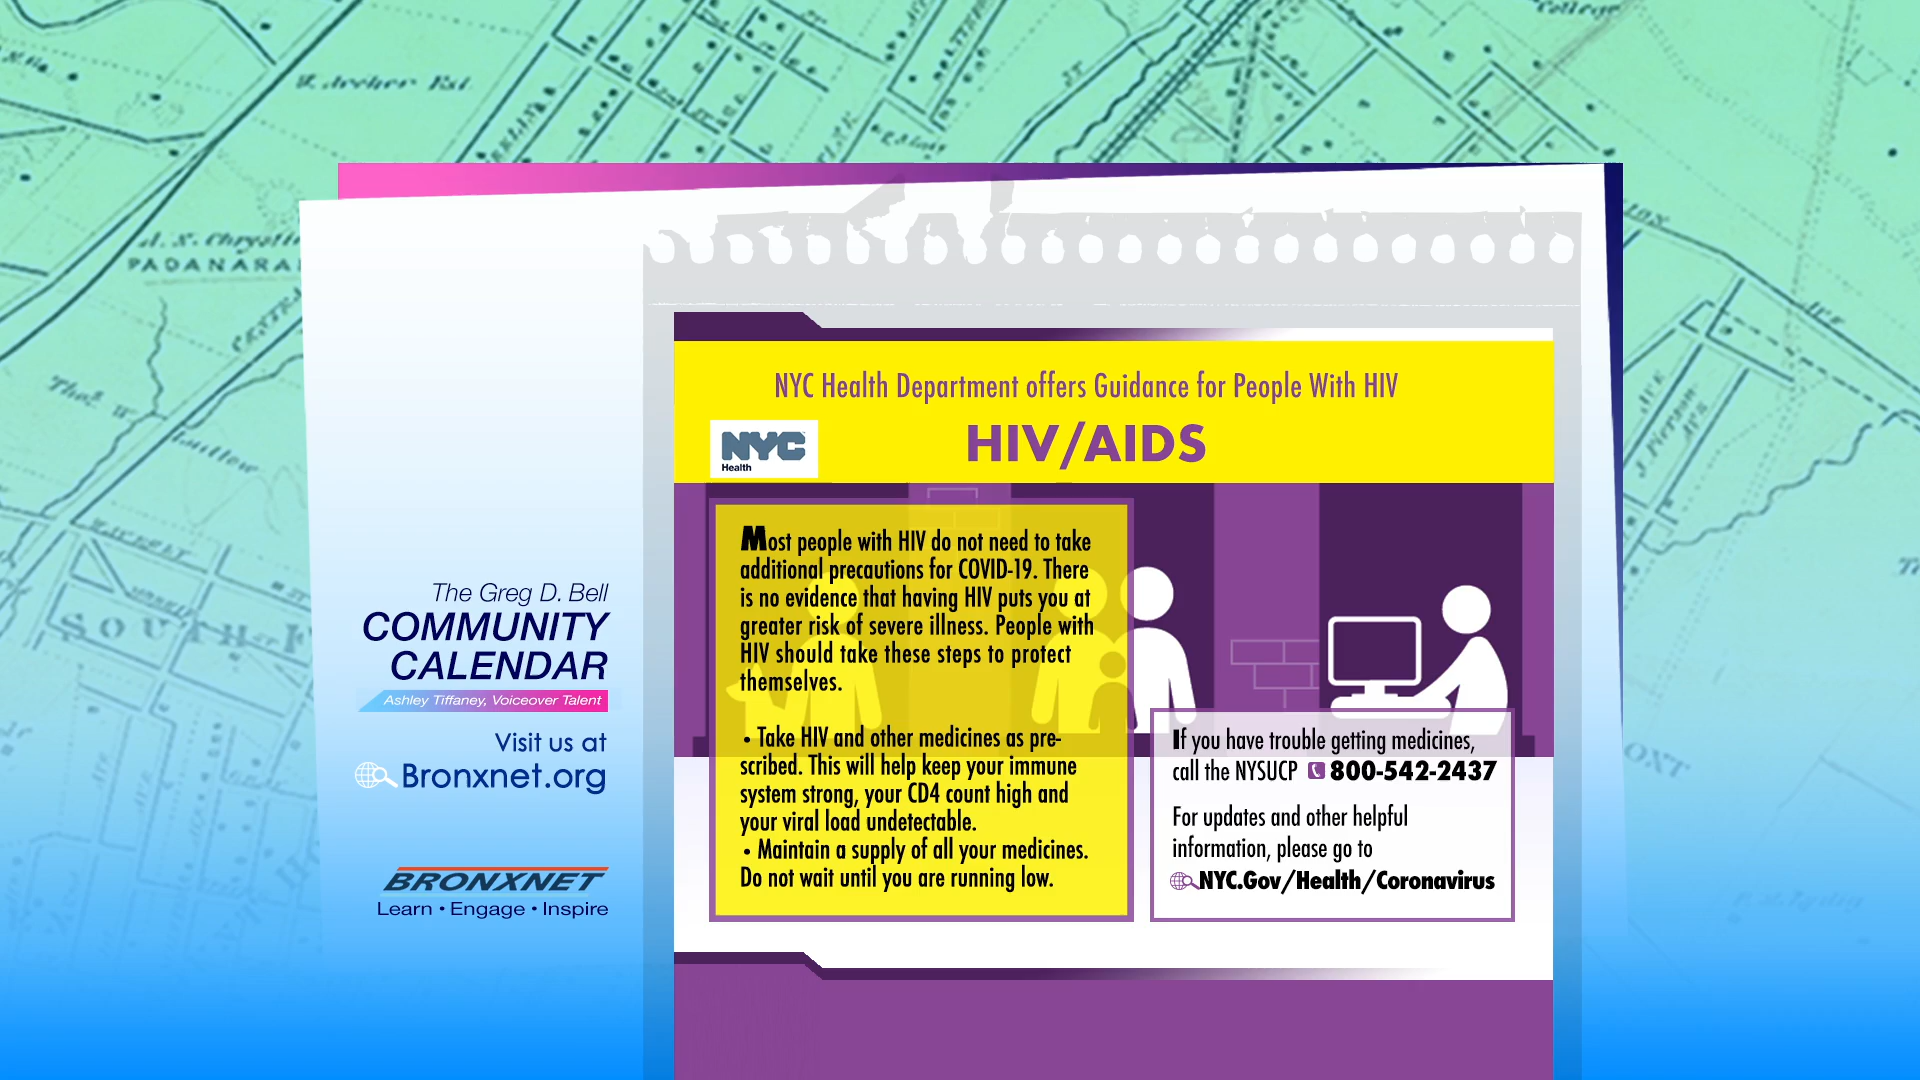 College
W. Archer Est.
PADANARA
SOUTH
NYC Health Department offers Guidance for People With HIV
HIV/AIDS
NYC
Health
Most people with HIV do not need to take
additional precautions for COVID-19. There
is no evidence that having HIV puts you at
greater risk of severe illness. People with
HIV should take these steps to protect
themselves.
• Take HIV and other medicines as pre-
scribed. This will help keep your immune
system strong, your CD4 count high and
your viral load undetectable.
• Maintain a supply of all your medicines.
Do not wait until you are running low.
If you have trouble getting medicines,
call the NYSUCP 800-542-2437
For updates and other helpful
information, please go to
NYC.Gov/Health/Coronavirus
The Greg D. Bell
COMMUNITY
CALENDAR
Ashley Tiffaney, Voiceover Talent
Visit us at
Bronxnet.org
BRONXNET
Learn • Engage • Inspire